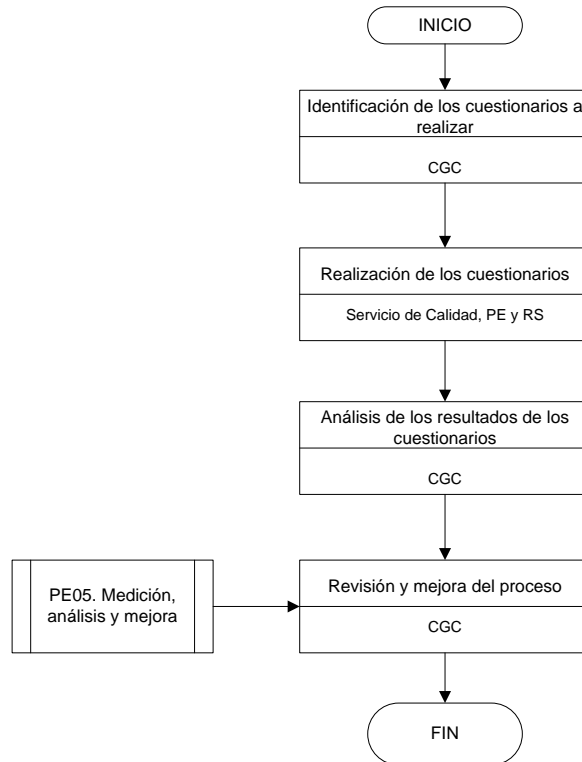 INICIO
Identificación de los cuestionarios a
realizar
CGC
Realización de los cuestionarios
Servicio de Calidad, PE y RS
Análisis de los resultados de los
cuestionarios
CGC
PE05. Medición,
análisis y mejora
Revisión y mejora del proceso
CGC
FIN